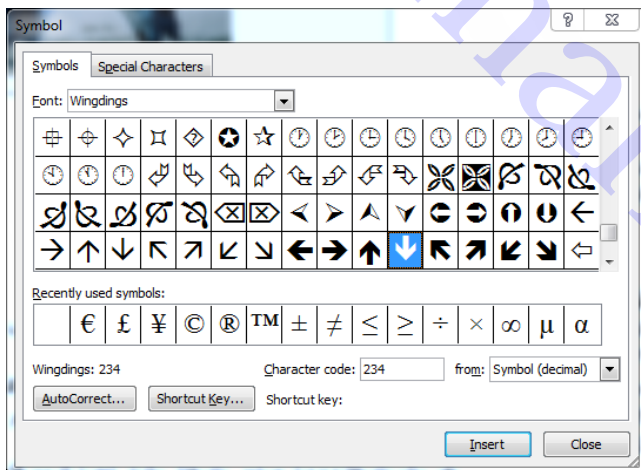 Symbol
Symbols Special Characters
Font: Wingdings
Recently used symbols:
€ £ ¥ © ® ™ ± ≠ ≤ ≥ ÷ × ∞ µ α
Wingdings: 234 Character code: 234 from: Symbol (decimal)
AutoCorrect... Shortcut Key... Shortcut key:
Insert Close